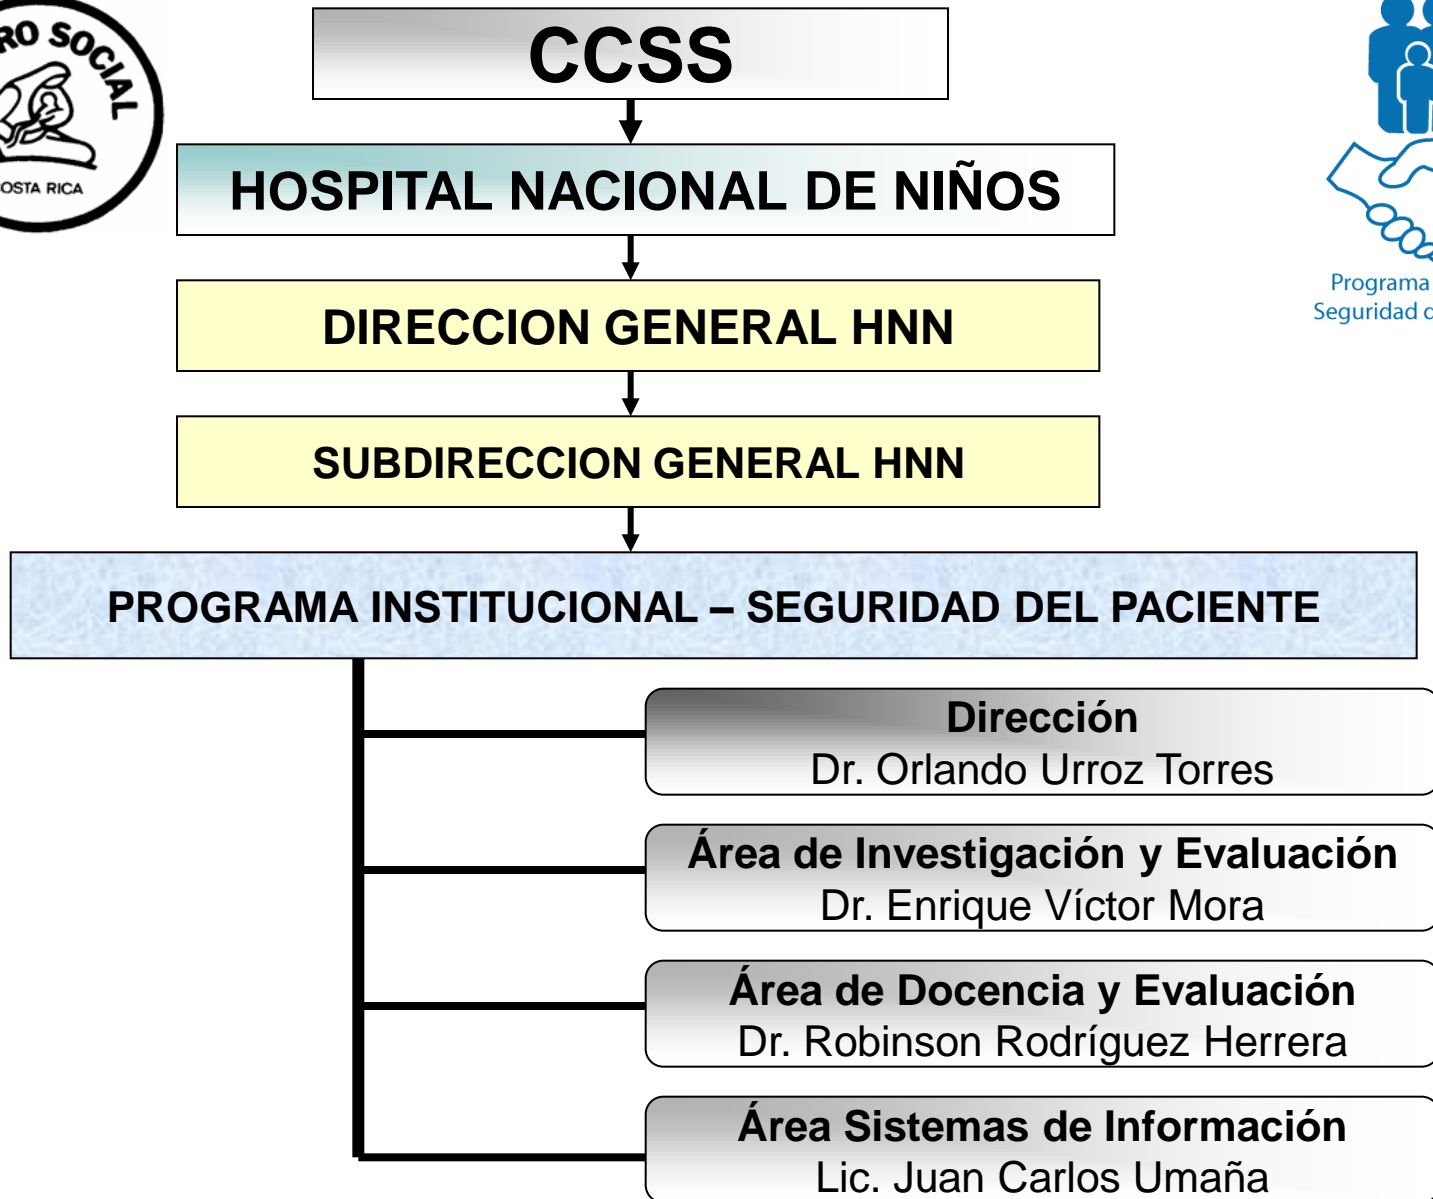 CCSS
SOCIAL
COSTA RICA
HOSPITAL NACIONAL DE NIÑOS
Programa
Seguridad
DIRECCION GENERAL HNN
SUBDIRECCION GENERAL HNN
PROGRAMA INSTITUCIONAL – SEGURIDAD DEL PACIENTE
Dirección
Dr. Orlando Urroz Torres
Área de Investigación y Evaluación
Dr. Enrique Víctor Mora
Área de Docencia y Evaluación
Dr. Robinson Rodríguez Herrera
Área Sistemas de Información
Lic. Juan Carlos Umaña